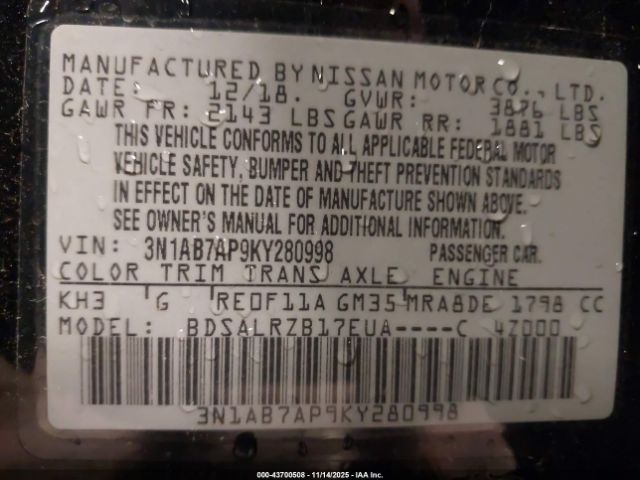 MANUFACTURED BY NISSAN MOTOR CO., LTD.
DATE: 12/18. GVWR: 3876 LBS
GAWR FR: 2143 LBS GAWR RR: 1881 LBS
THIS VEHICLE CONFORMS TO ALL APPLICABLE FEDERAL MOTOR
VEHICLE SAFETY, BUMPER AND THEFT PREVENTION STANDARDS
IN EFFECT ON THE DATE OF MANUFACTURE SHOWN ABOVE.
SEE OWNER'S MANUAL FOR ADDITIONAL INFORMATION.
VIN: 3N1AB7AP9KY280998 PASSENGER CAR.
COLOR TRIM TRANS AXLE ENGINE
KH3 G RE0F11A GM35 MRA8DE 1798 CC
MODEL: BDSALRZB17EUA----C 4Z000
3N1AB7AP9KY280998
000-43700508 - 11/14/2025 - IAA Inc.